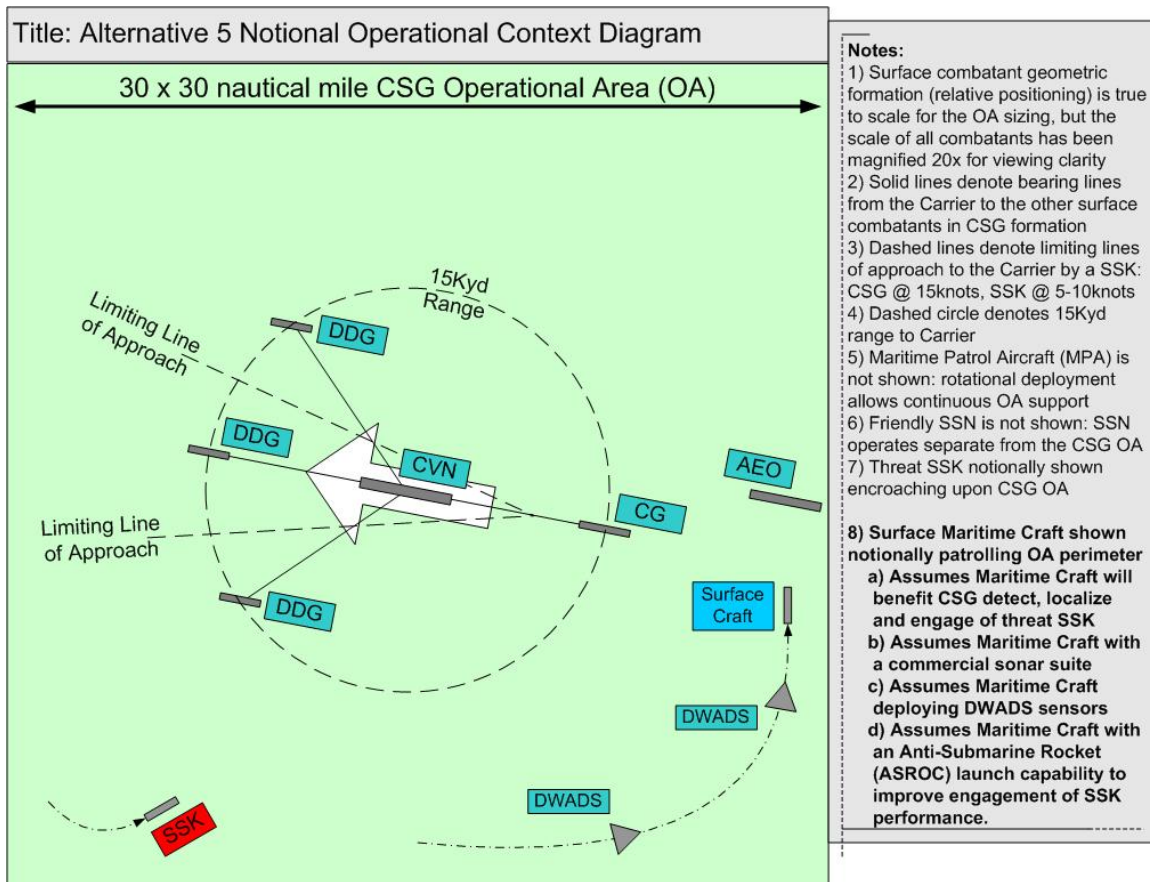 Title: Alternative 5 Notional Operational Context Diagram
30 x 30 nautical mile CSG Operational Area (OA)
15Kyd
Range
Limiting Line
of Approach
DDG
DDG
CVN
AEO
CG
Limiting Line
of Approach
DDG
Surface
Craft
DWADS
DWADS
SSK
Notes:
1) Surface combatant geometric
formation (relative positioning) is true
to scale for the OA sizing, but the
scale of all combatants has been
magnified 20x for viewing clarity
2) Solid lines denote bearing lines
from the Carrier to the other surface
combatants in CSG formation
3) Dashed lines denote limiting lines
of approach to the Carrier by a SSK:
CSG @ 15knots, SSK @ 5-10knots
4) Dashed circle denotes 15Kyd
range to Carrier
5) Maritime Patrol Aircraft (MPA) is
not shown: rotational deployment
allows continuous OA support
6) Friendly SSN is not shown: SSN
operates separate from the CSG OA
7) Threat SSK notionally shown
encroaching upon CSG OA
8) Surface Maritime Craft shown
notionally patrolling OA perimeter
a) Assumes Maritime Craft will
benefit CSG detect, localize
and engage of threat SSK
b) Assumes Maritime Craft with
a commercial sonar suite
c) Assumes Maritime Craft
deploying DWADS sensors
d) Assumes Maritime Craft with
an Anti-Submarine Rocket
(ASROC) launch capability to
improve engagement of SSK
performance.